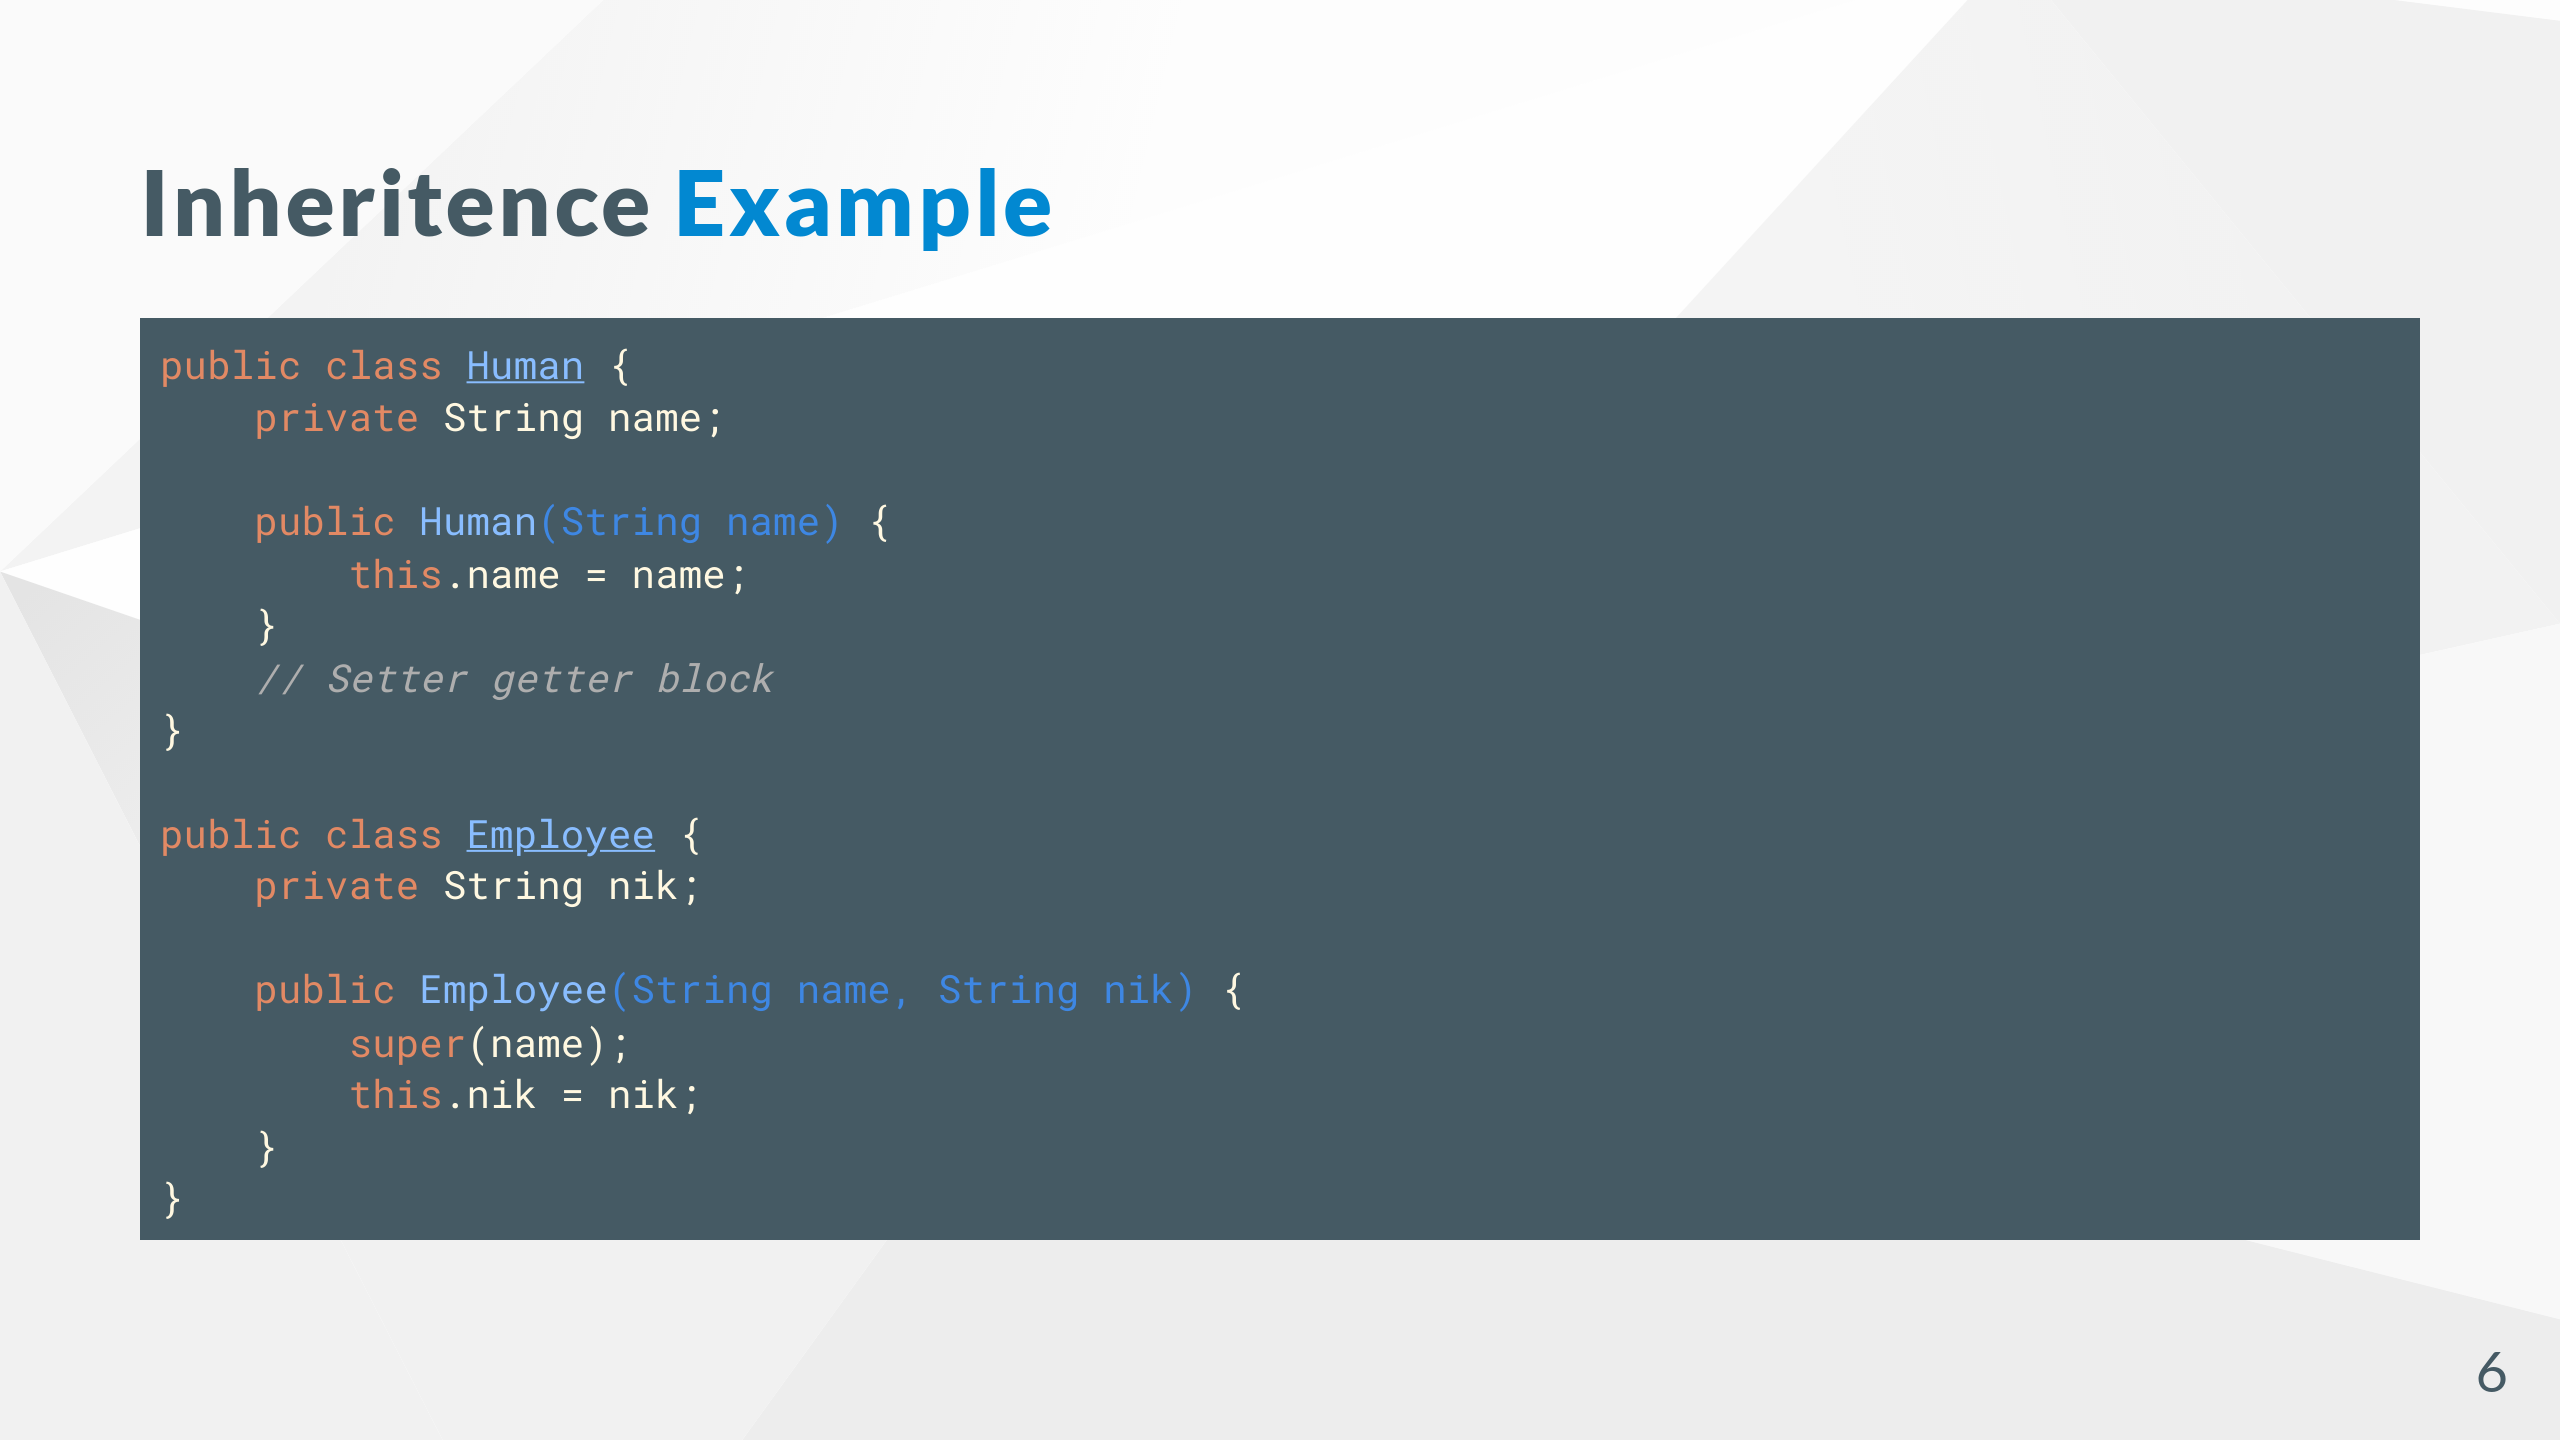 Inheritence Example
public class Human {
    private String name;

    public Human(String name) {
        this.name = name;
    }
    // Setter getter block
}

public class Employee {
    private String nik;

    public Employee(String name, String nik) {
        super(name);
        this.nik = nik;
    }
}
6